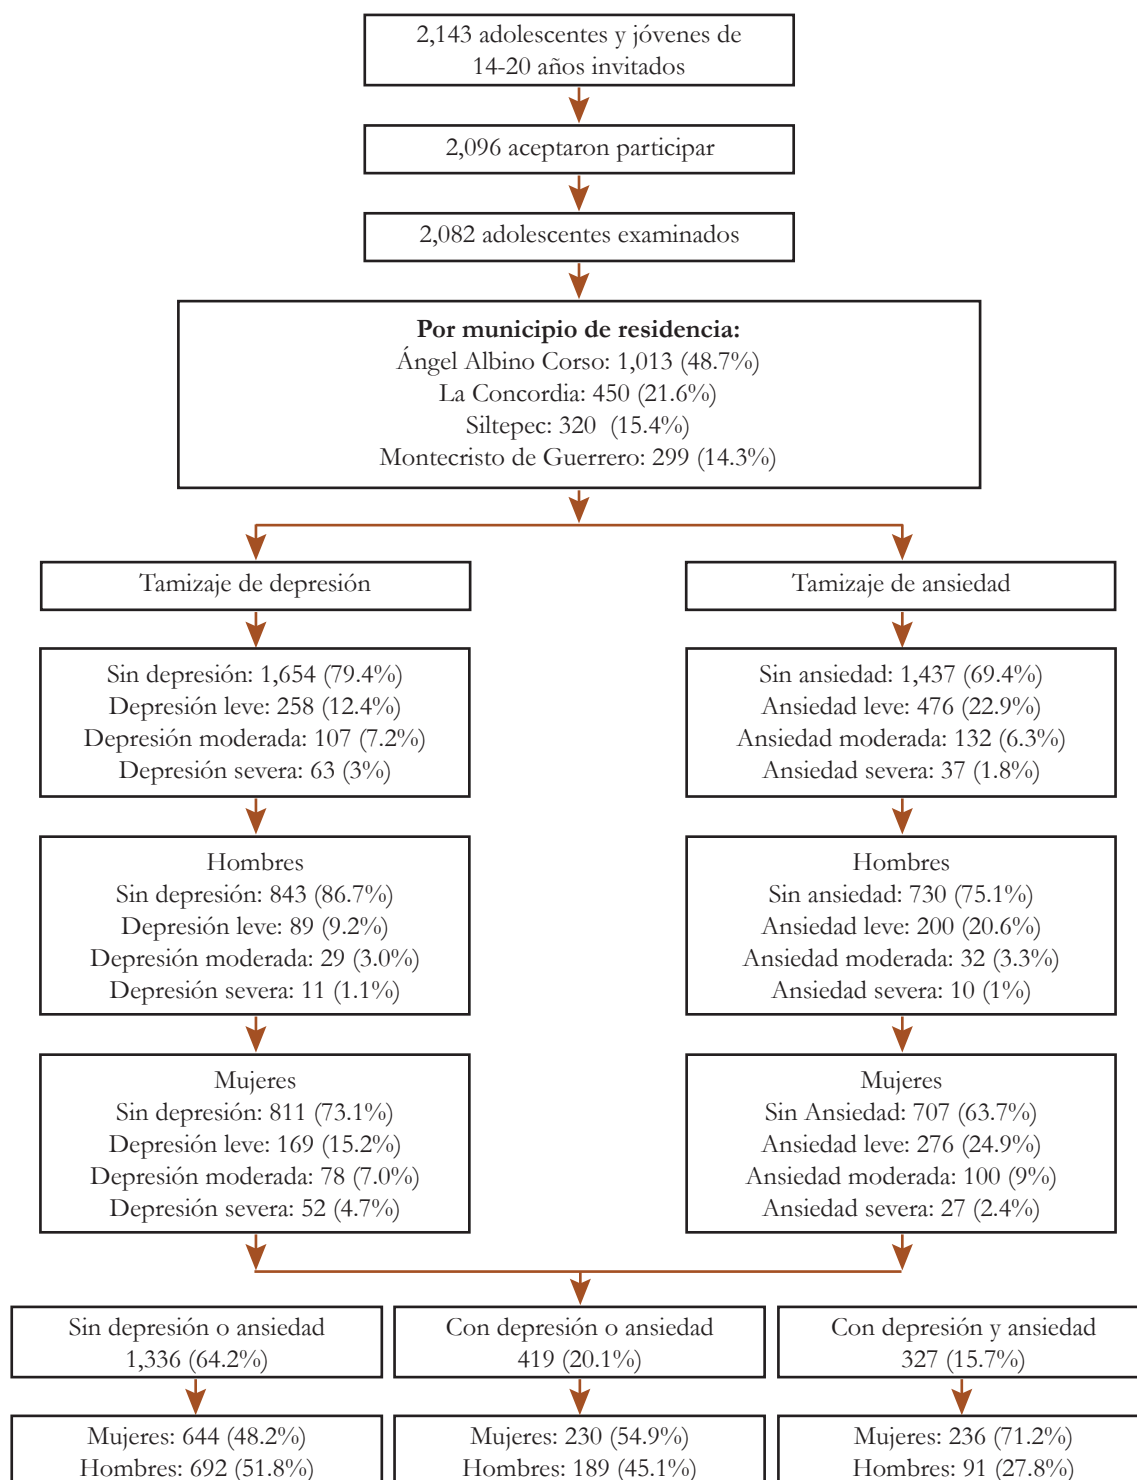 2,143 adolescentes y jóvenes de
14-20 años invitados
2,096 aceptaron participar
2,082 adolescentes examinados
Por municipio de residencia:
Ángel Albino Corso: 1,013 (48.7%)
La Concordia: 450 (21.6%)
Siltepec: 320 (15.4%)
Montecristo de Guerrero: 299 (14.3%)
Tamizaje de depresión
Sin depresión: 1,654 (79.4%)
Depresión leve: 258 (12.4%)
Depresión moderada: 107 (7.2%)
Depresión severa: 63 (3%)
Hombres
Sin depresión: 843 (86.7%)
Depresión leve: 89 (9.2%)
Depresión moderada: 29 (3.0%)
Depresión severa: 11 (1.1%)
Mujeres
Sin depresión: 811 (73.1%)
Depresión leve: 169 (15.2%)
Depresión moderada: 78 (7.0%)
Depresión severa: 52 (4.7%)
Tamizaje de ansiedad
Sin ansiedad: 1,437 (69.4%)
Ansiedad leve: 476 (22.9%)
Ansiedad moderada: 132 (6.3%)
Ansiedad severa: 37 (1.8%)
Hombres
Sin ansiedad: 730 (75.1%)
Ansiedad leve: 200 (20.6%)
Ansiedad moderada: 32 (3.3%)
Ansiedad severa: 10 (1%)
Mujeres
Sin Ansiedad: 707 (63.7%)
Ansiedad leve: 276 (24.9%)
Ansiedad moderada: 100 (9%)
Ansiedad severa: 27 (2.4%)
Sin depresión o ansiedad
1,336 (64.2%)
Mujeres: 644 (48.2%)
Hombres: 692 (51.8%)
Con depresión o ansiedad
419 (20.1%)
Mujeres: 230 (54.9%)
Hombres: 189 (45.1%)
Con depresión y ansiedad
327 (15.7%)
Mujeres: 236 (71.2%)
Hombres: 91 (27.8%)